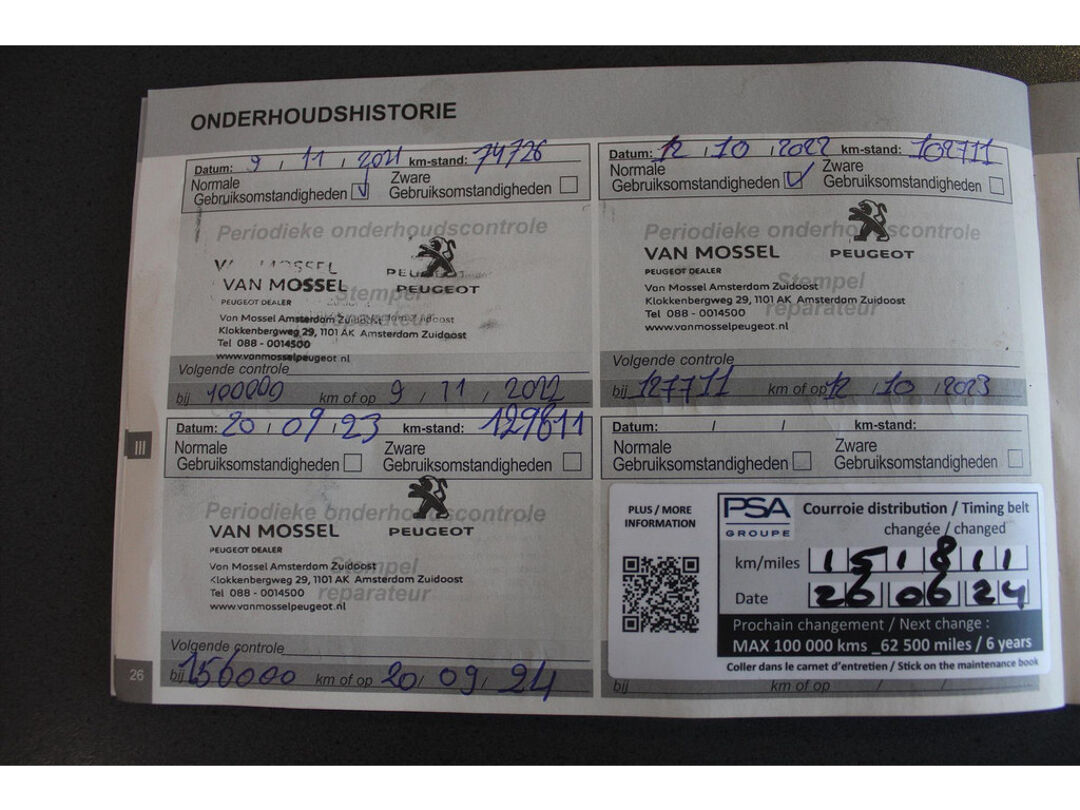 ONDERHOUDSHISTORIE
Datum: 9 / 11 / 2021 km-stand: 74726
Normale Gebruiksomstandigheden Zware Gebruiksomstandigheden
Periodieke onderhoudscontrole
VAN MOSSEL PEUGEOT
PEUGEOT DEALER
Stempel reparateur
Van Mossel Amsterdam Zuidoost
Klokkenbergweg 29, 1101 AK Amsterdam Zuidoost
Tel 088 - 0014500
www.vanmosselpeugeot.nl
Volgende controle
bij 100000 km of op 9 / 11 / 2022
Datum: 12 / 10 / 2022 km-stand: 102711
Normale Gebruiksomstandigheden Zware Gebruiksomstandigheden
Periodieke onderhoudscontrole
VAN MOSSEL PEUGEOT
PEUGEOT DEALER
Stempel reparateur
Van Mossel Amsterdam Zuidoost
Klokkenbergweg 29, 1101 AK Amsterdam Zuidoost
Tel 088 - 0014500
www.vanmosselpeugeot.nl
Volgende controle
bij 127711 km of op 12 / 10 / 2023
III
Datum: 20 / 09 / 23 km-stand: 129611
Normale Gebruiksomstandigheden Zware Gebruiksomstandigheden
Periodieke onderhoudscontrole
VAN MOSSEL PEUGEOT
PEUGEOT DEALER
Stempel reparateur
Van Mossel Amsterdam Zuidoost
Klokkenbergweg 29, 1101 AK Amsterdam Zuidoost
Tel 088 - 0014500
www.vanmosselpeugeot.nl
Volgende controle
bij 156000 km of op 20 / 09 / 24
26
Datum: / / km-stand:
Normale Gebruiksomstandigheden Zware Gebruiksomstandigheden
PLUS / MORE
INFORMATION
PSA
GROUPE
Courroie distribution / Timing belt
changée / changed
km/miles 151811
Date 26 06 24
Prochain changement / Next change :
MAX 100 000 kms _62 500 miles / 6 years
Coller dans le carnet d'entretien / Stick on the maintenance book
bij km of op / /